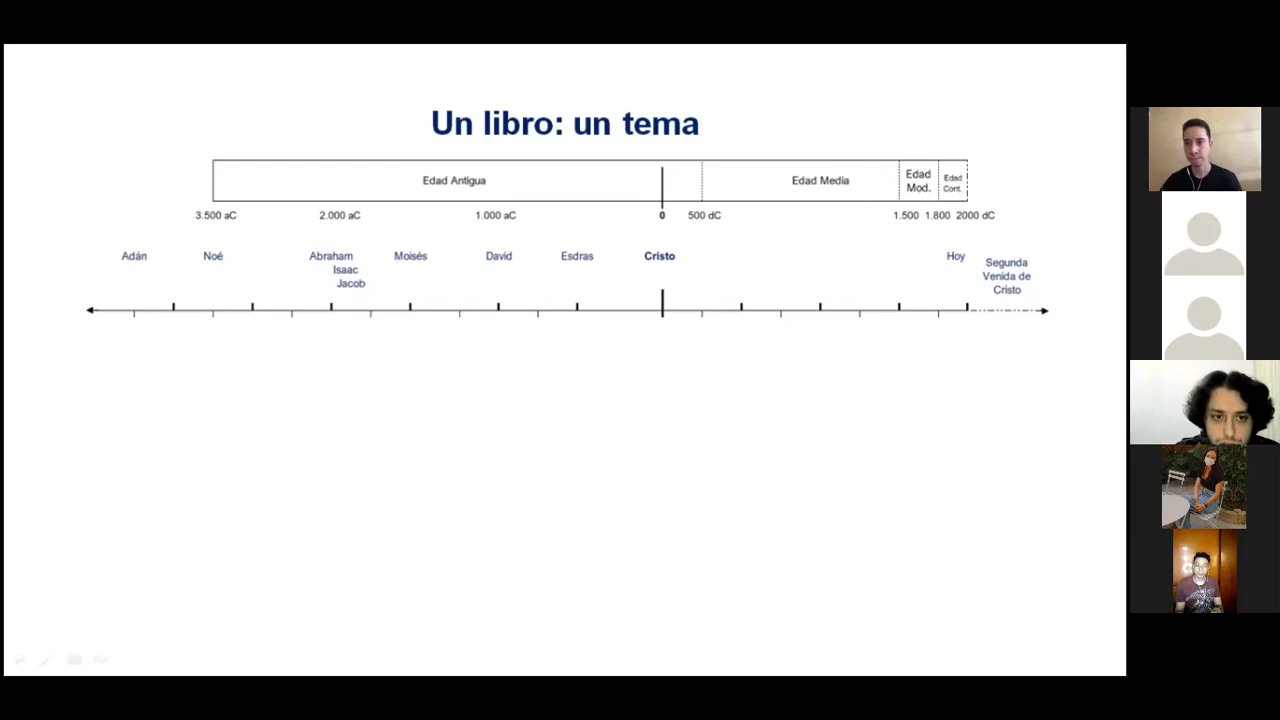 Un libro: un tema
Edad Antigua
Edad Media
Edad
Mod.
Edad
Cont.
3.500 aC
2.000 aC
1.000 aC
0
500 dC
1.500
1.800
2000 dC
Adán
Noé
Abraham
Isaac
Jacob
Moisés
David
Esdras
Cristo
Hoy
Segunda
Venida de
Cristo